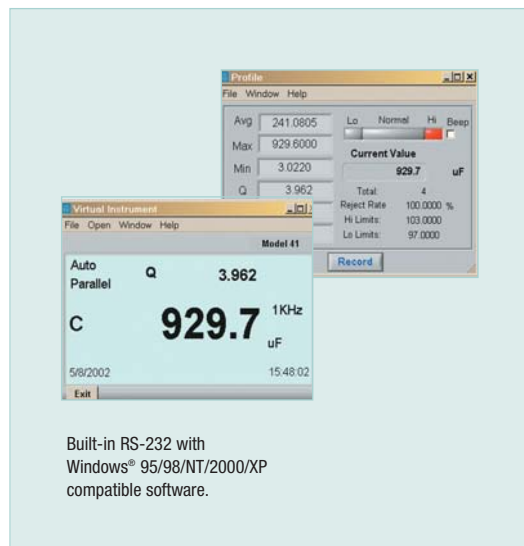 Profile
File Window Help
Avg 241.0805
Max 929.6000
Min 3.0220
Q 3.962
Lo Normal Hi Beep
Current Value
929.7 uF
Total: 4
Reject Rate 100.0000 %
Hi Limits: 103.0000
Lo Limits: 97.0000
Record
Virtual Instrument
File Open Window Help
Model 41
Auto
Parallel
Q 3.962
C 929.7 1KHz
uF
5/8/2002 15:48:02
Exit
Built-in RS-232 with
Windows® 95/98/NT/2000/XP
compatible software.